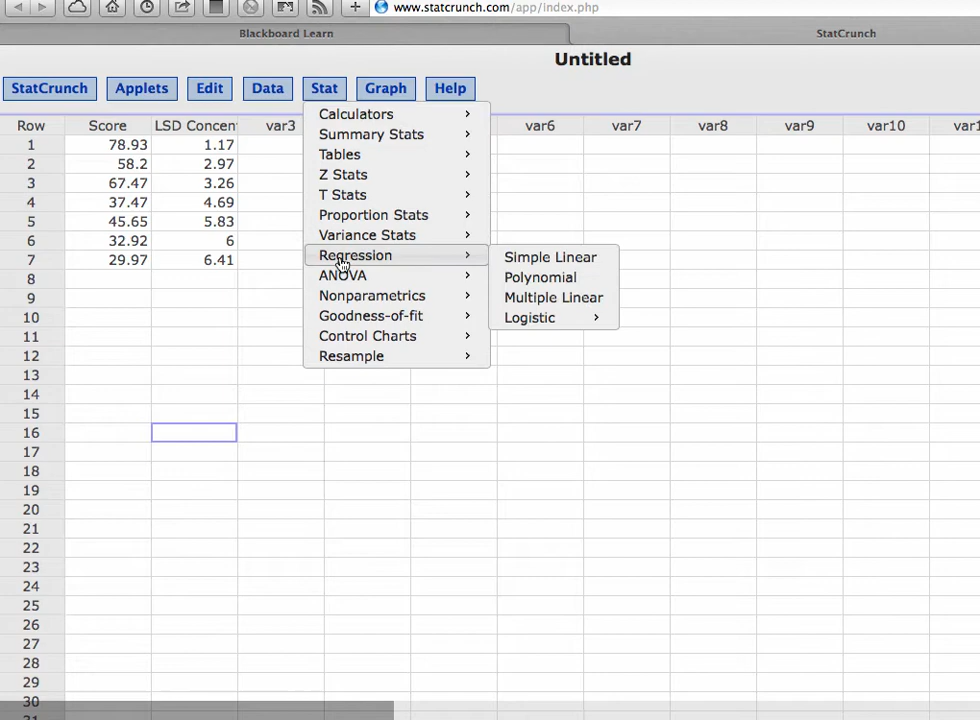 www.statcrunch.com/app/index.php
Blackboard Learn StatCrunch
Untitled
StatCrunch Applets Edit Data Stat Graph Help
Row Score LSD Concen var3 var6 var7 var8 var9 var10 var1
1 78.93 1.17
2 58.2 2.97
3 67.47 3.26
4 37.47 4.69
5 45.65 5.83
6 32.92 6
7 29.97 6.41
8
9
10
11
12
13
14
15
16
17
18
19
20
21
22
23
24
25
26
27
28
29
30
Calculators
Summary Stats
Tables
Z Stats
T Stats
Proportion Stats
Variance Stats
Regression
ANOVA
Nonparametrics
Goodness-of-fit
Control Charts
Resample
Simple Linear
Polynomial
Multiple Linear
Logistic